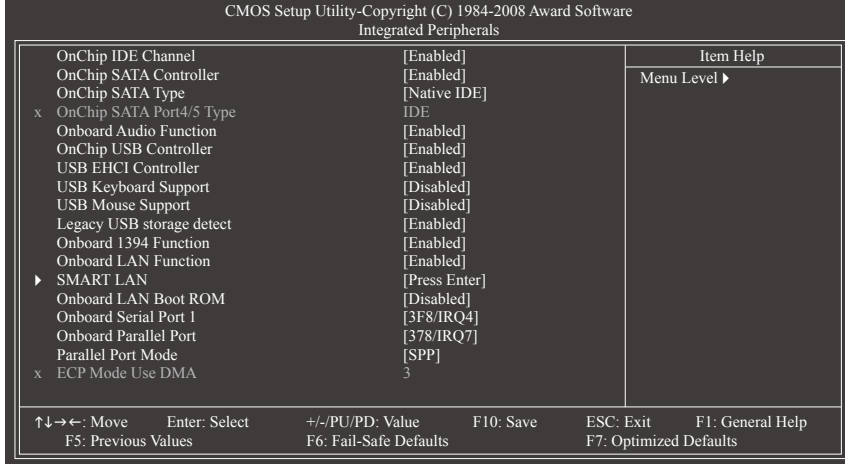 CMOS Setup Utility-Copyright (C) 1984-2008 Award Software
Integrated Peripherals
OnChip IDE Channel [Enabled] Item Help
OnChip SATA Controller [Enabled] Menu Level
OnChip SATA Type [Native IDE]
x OnChip SATA Port4/5 Type IDE
Onboard Audio Function [Enabled]
OnChip USB Controller [Enabled]
USB EHCI Controller [Enabled]
USB Keyboard Support [Disabled]
USB Mouse Support [Disabled]
Legacy USB storage detect [Enabled]
Onboard 1394 Function [Enabled]
Onboard LAN Function [Enabled]
SMART LAN [Press Enter]
Onboard LAN Boot ROM [Disabled]
Onboard Serial Port 1 [3F8/IRQ4]
Onboard Parallel Port [378/IRQ7]
Parallel Port Mode [SPP]
x ECP Mode Use DMA 3
↑↓→←: Move Enter: Select +/-/PU/PD: Value F10: Save ESC: Exit F1: General Help
F5: Previous Values F6: Fail-Safe Defaults F7: Optimized Defaults